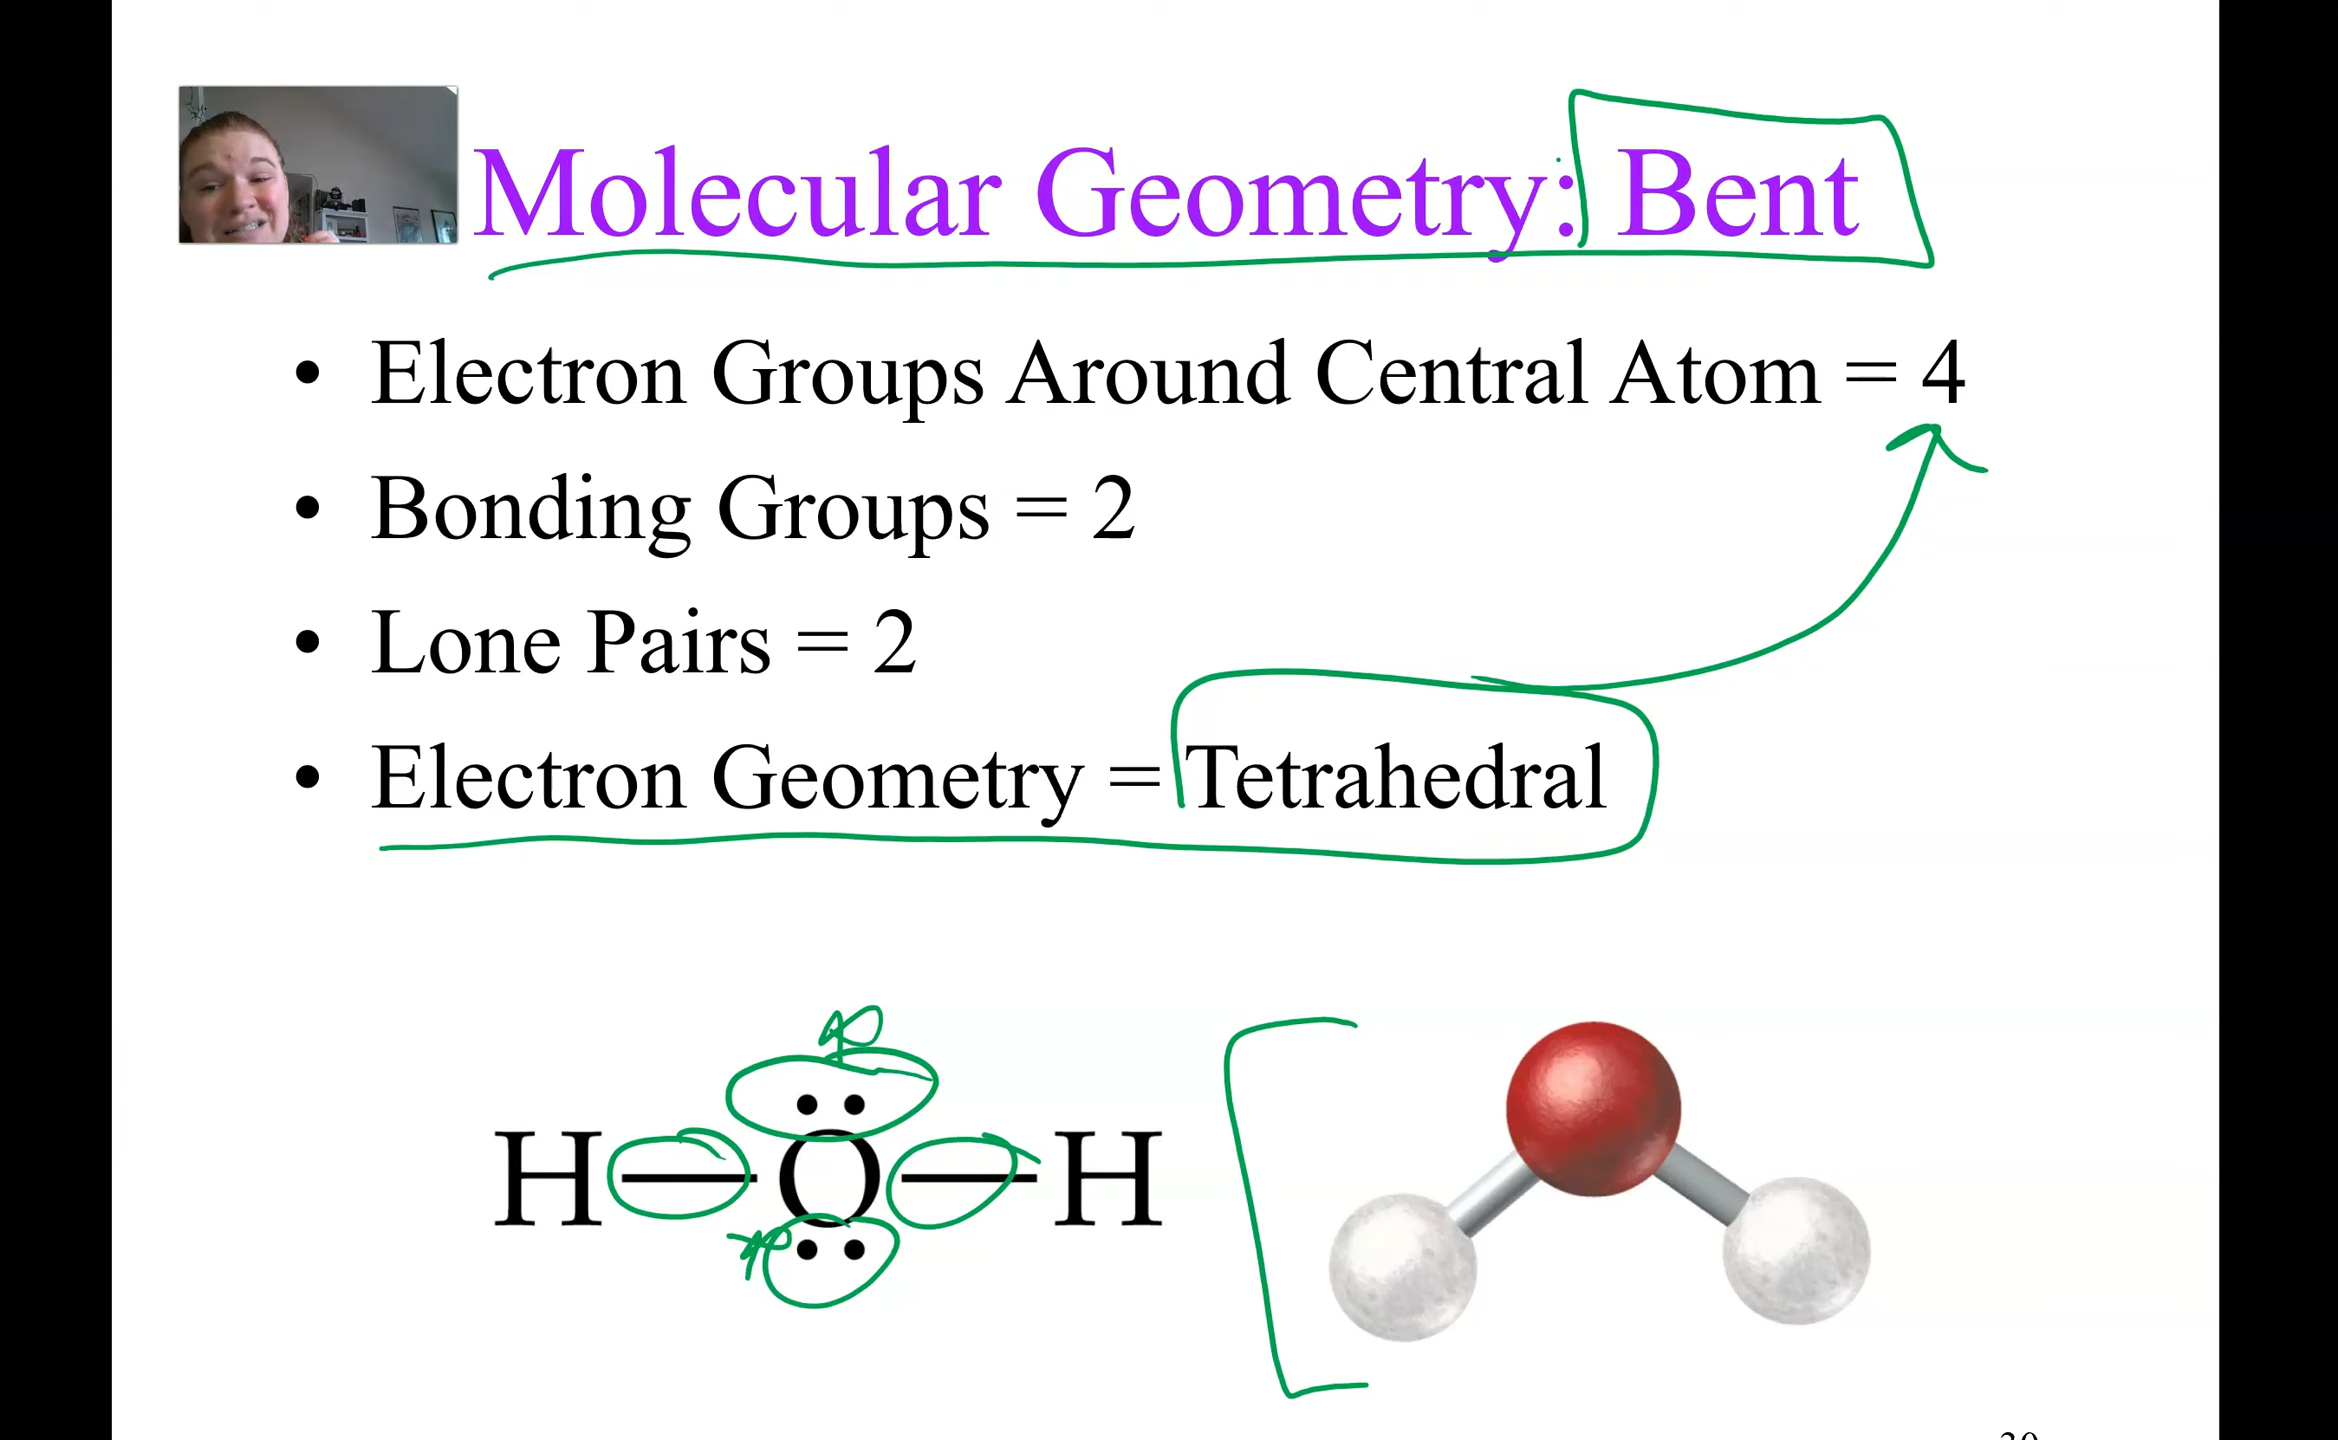 Molecular Geometry: Bent
• Electron Groups Around Central Atom = 4
• Bonding Groups = 2
• Lone Pairs = 2
• Electron Geometry = Tetrahedral
H—O—H